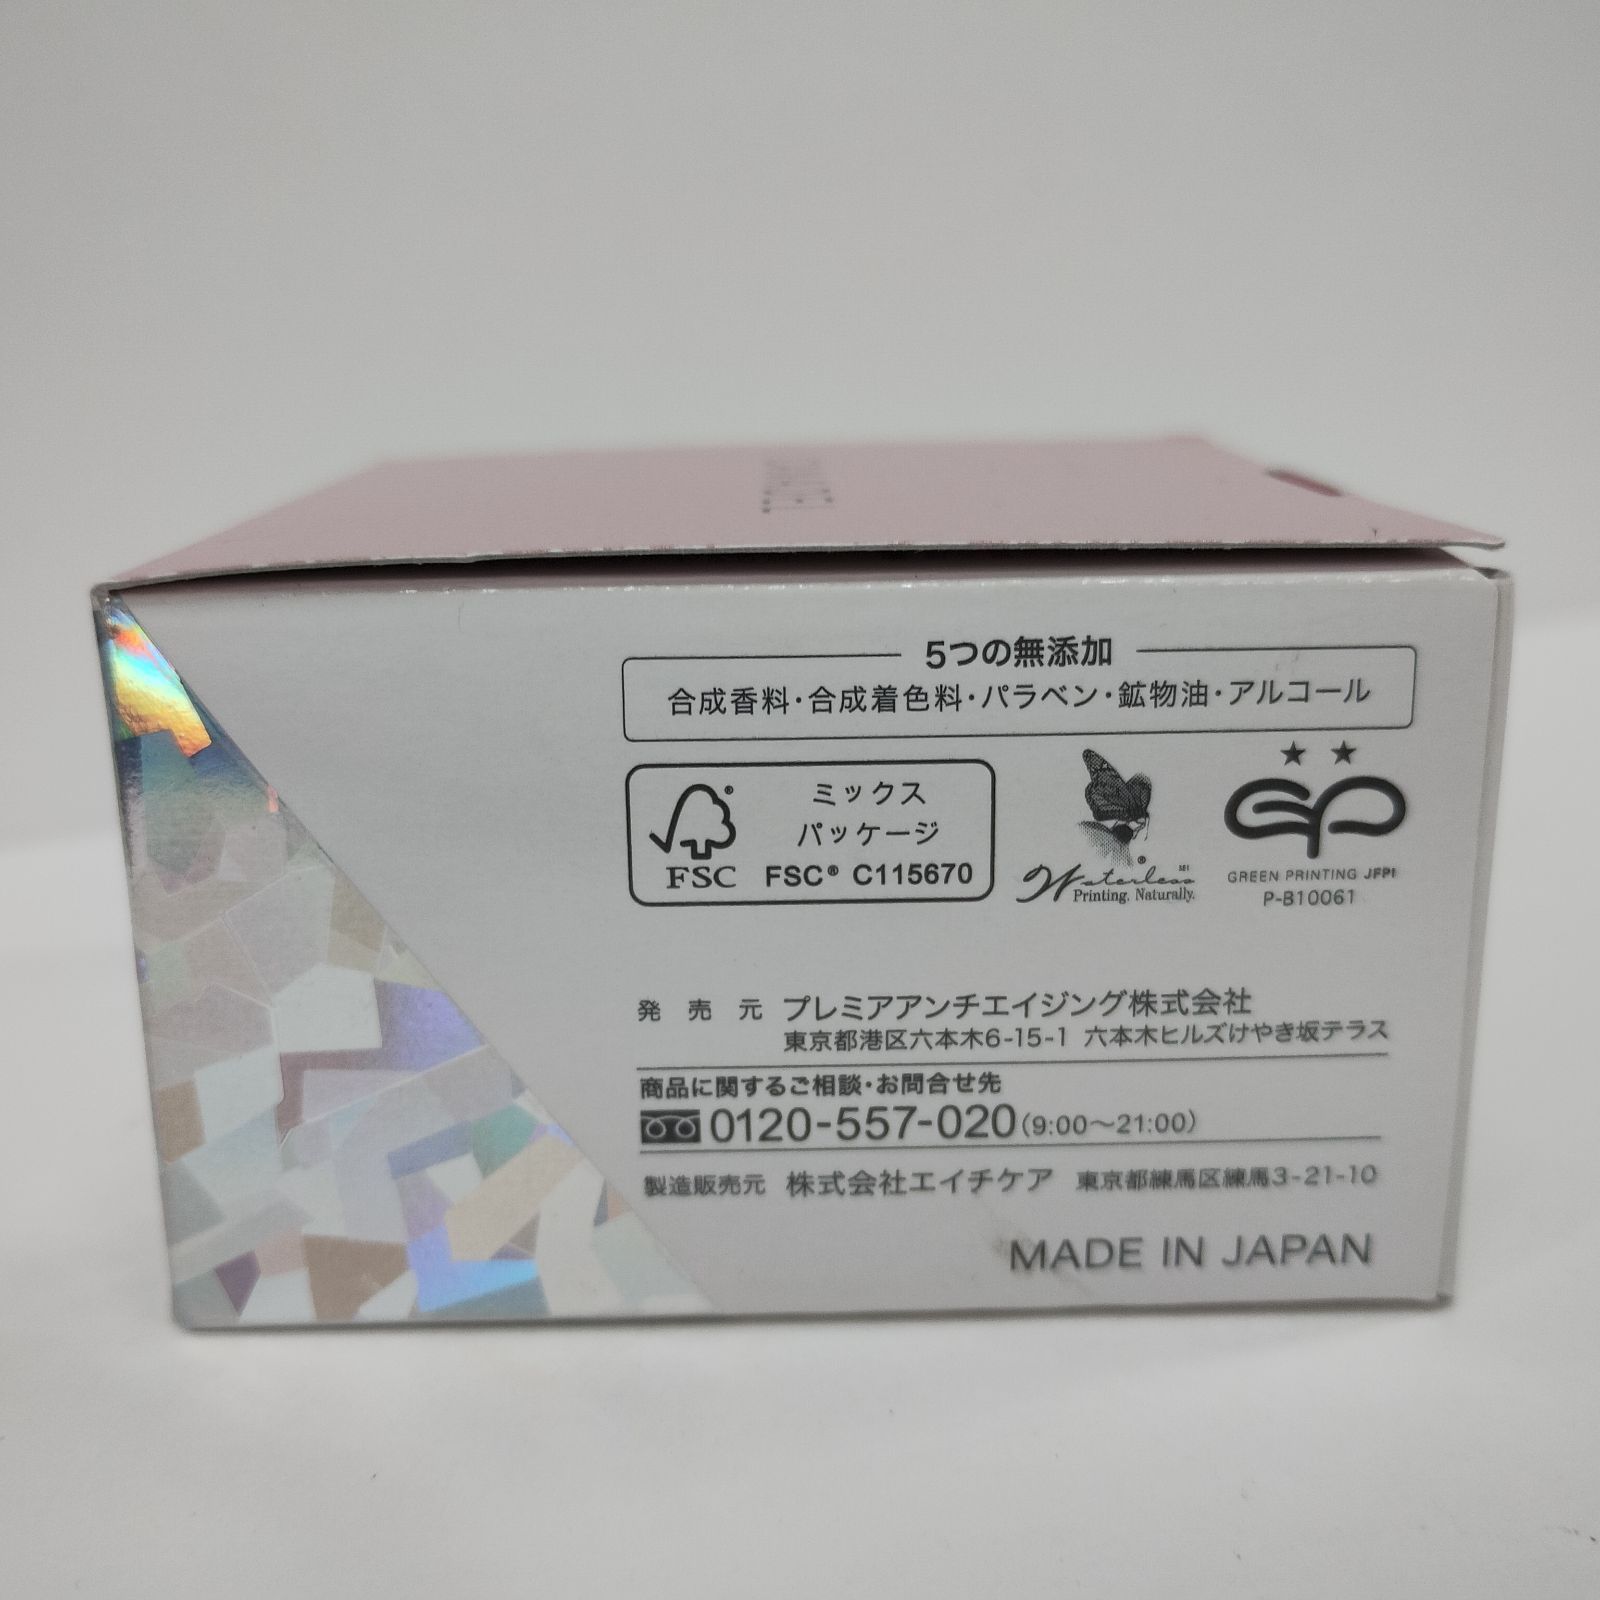 5つの無添加
合成香料・合成着色料・パラベン・鉱物油・アルコール
ミックス
パッケージ
FSC® C115670
FSC
Waterless
Printing. Naturally.
GREEN PRINTING JFPI
P-B10061
発売元 プレミアアンチエイジング株式会社
東京都港区六本木6-15-1 六本木ヒルズけやき坂テラス
商品に関するご相談・お問合せ先
0120-557-020(9:00〜21:00)
製造販売元 株式会社エイチケア 東京都練馬区練馬3-21-10
MADE IN JAPAN